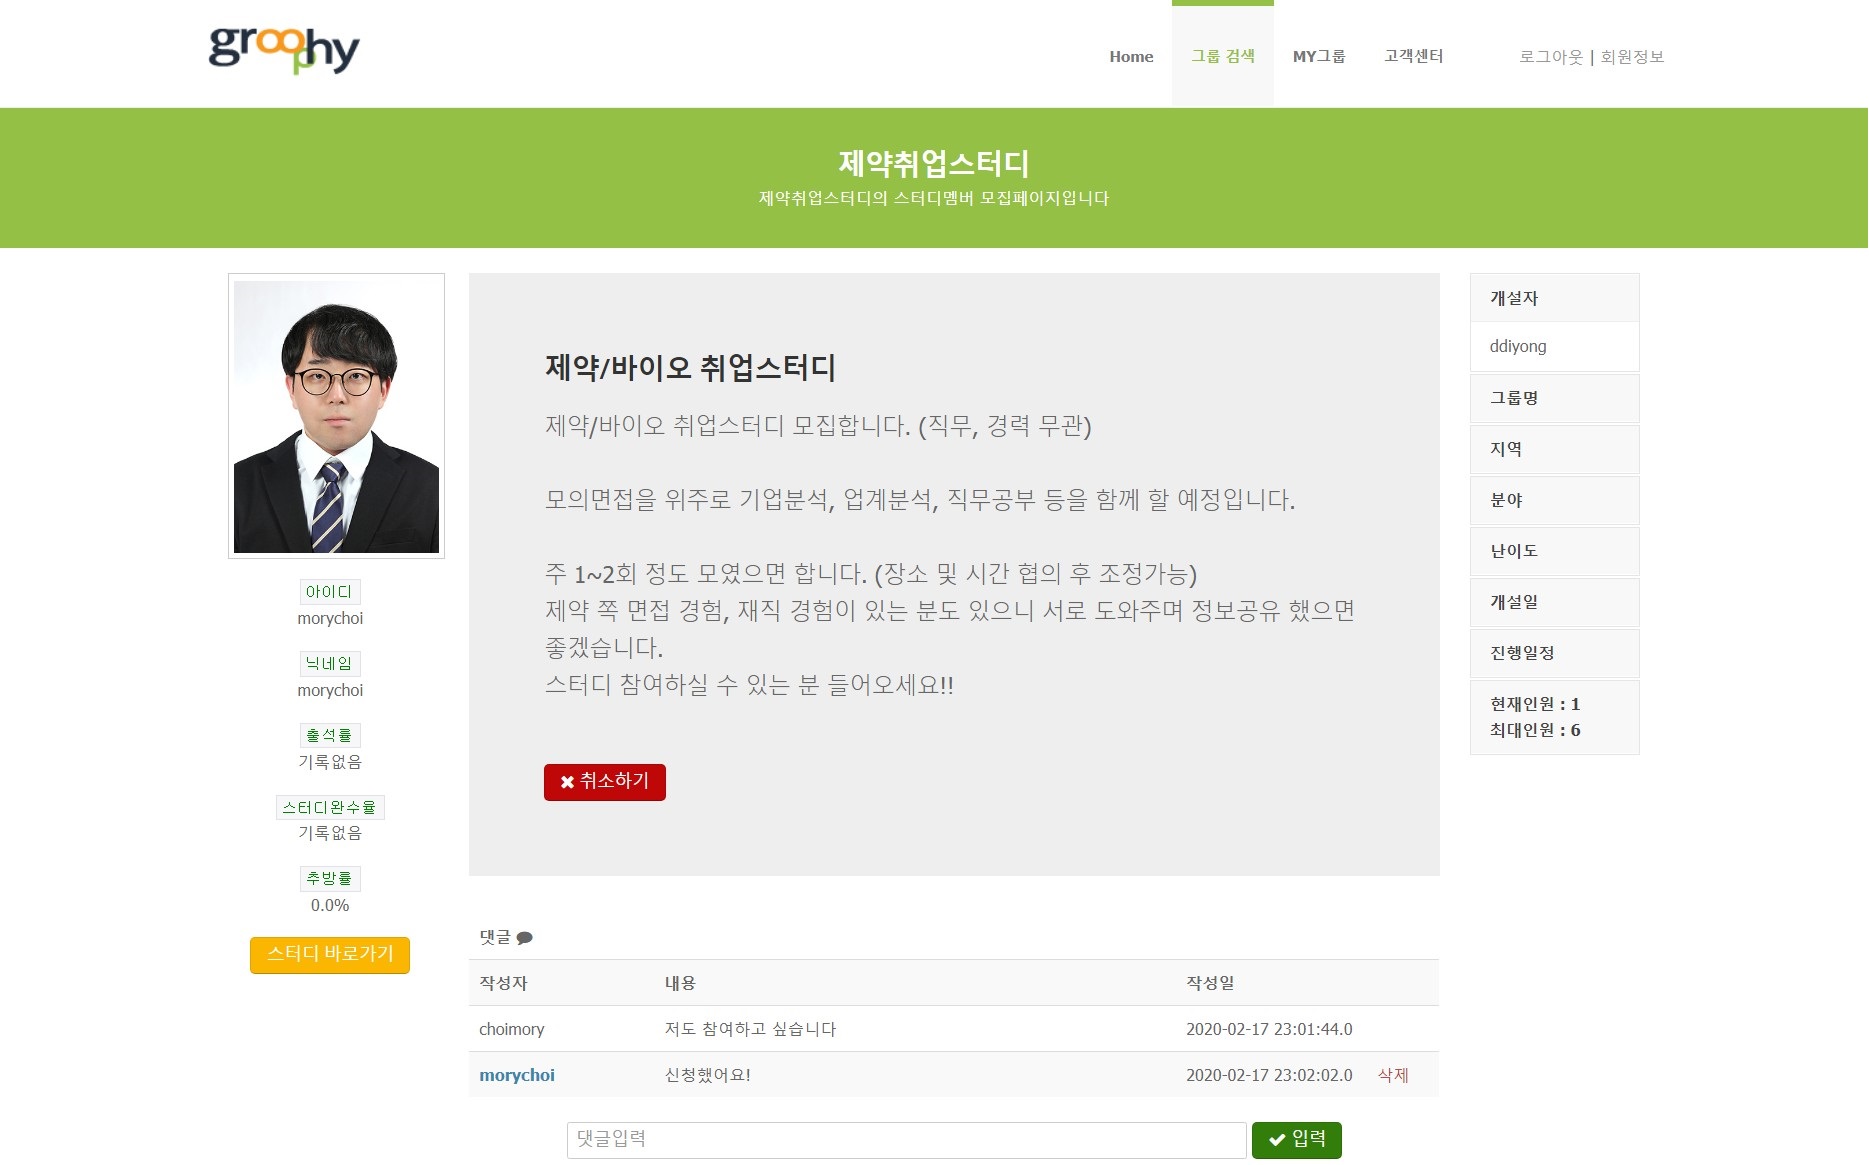 groophy
Home 그룹 검색 MY그룹 고객센터 로그아웃 | 회원정보
제약취업스터디
제약취업스터디의 스터디멤버 모집페이지입니다
아이디
morychoi
닉네임
morychoi
출석률
기록없음
스터디완수율
기록없음
추방률
0.0%
스터디 바로가기
제약/바이오 취업스터디
제약/바이오 취업스터디 모집합니다. (직무, 경력 무관)
모의면접을 위주로 기업분석, 업계분석, 직무공부 등을 함께 할 예정입니다.
주 1~2회 정도 모였으면 합니다. (장소 및 시간 협의 후 조정가능)
제약 쪽 면접 경험, 재직 경험이 있는 분도 있으니 서로 도와주며 정보공유 했으면
좋겠습니다.
스터디 참여하실 수 있는 분 들어오세요!!
✖ 취소하기
개설자
ddiyong
그룹명
지역
분야
난이도
개설일
진행일정
현재인원 : 1
최대인원 : 6
댓글
작성자 내용 작성일
choimory 저도 참여하고 싶습니다 2020-02-17 23:01:44.0
morychoi 신청했어요! 2020-02-17 23:02:02.0 삭제
댓글입력 ✔ 입력